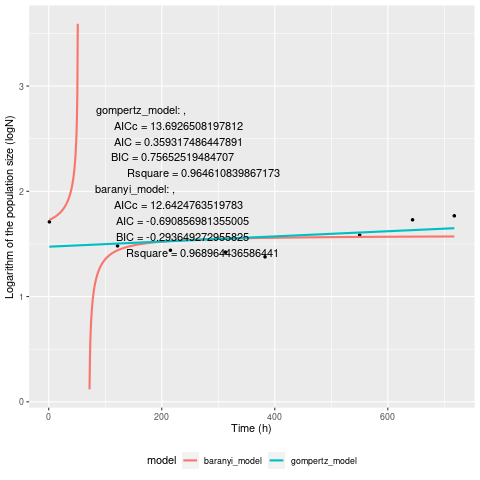 gompertz_model: ,
AICc = 13.6926508197812
AIC = 0.359317486447891
BIC = 0.75652519484707
Rsquare = 0.964610839867173
baranyi_model: ,
AICc = 12.6424763519783
AIC = -0.690856981355005
BIC = -0.293649272955825
Rsquare = 0.968964436586441
Logarithm of the population size (logN)
3
2
1
0
0 200 400 600
Time (h)
model baranyi_model gompertz_model